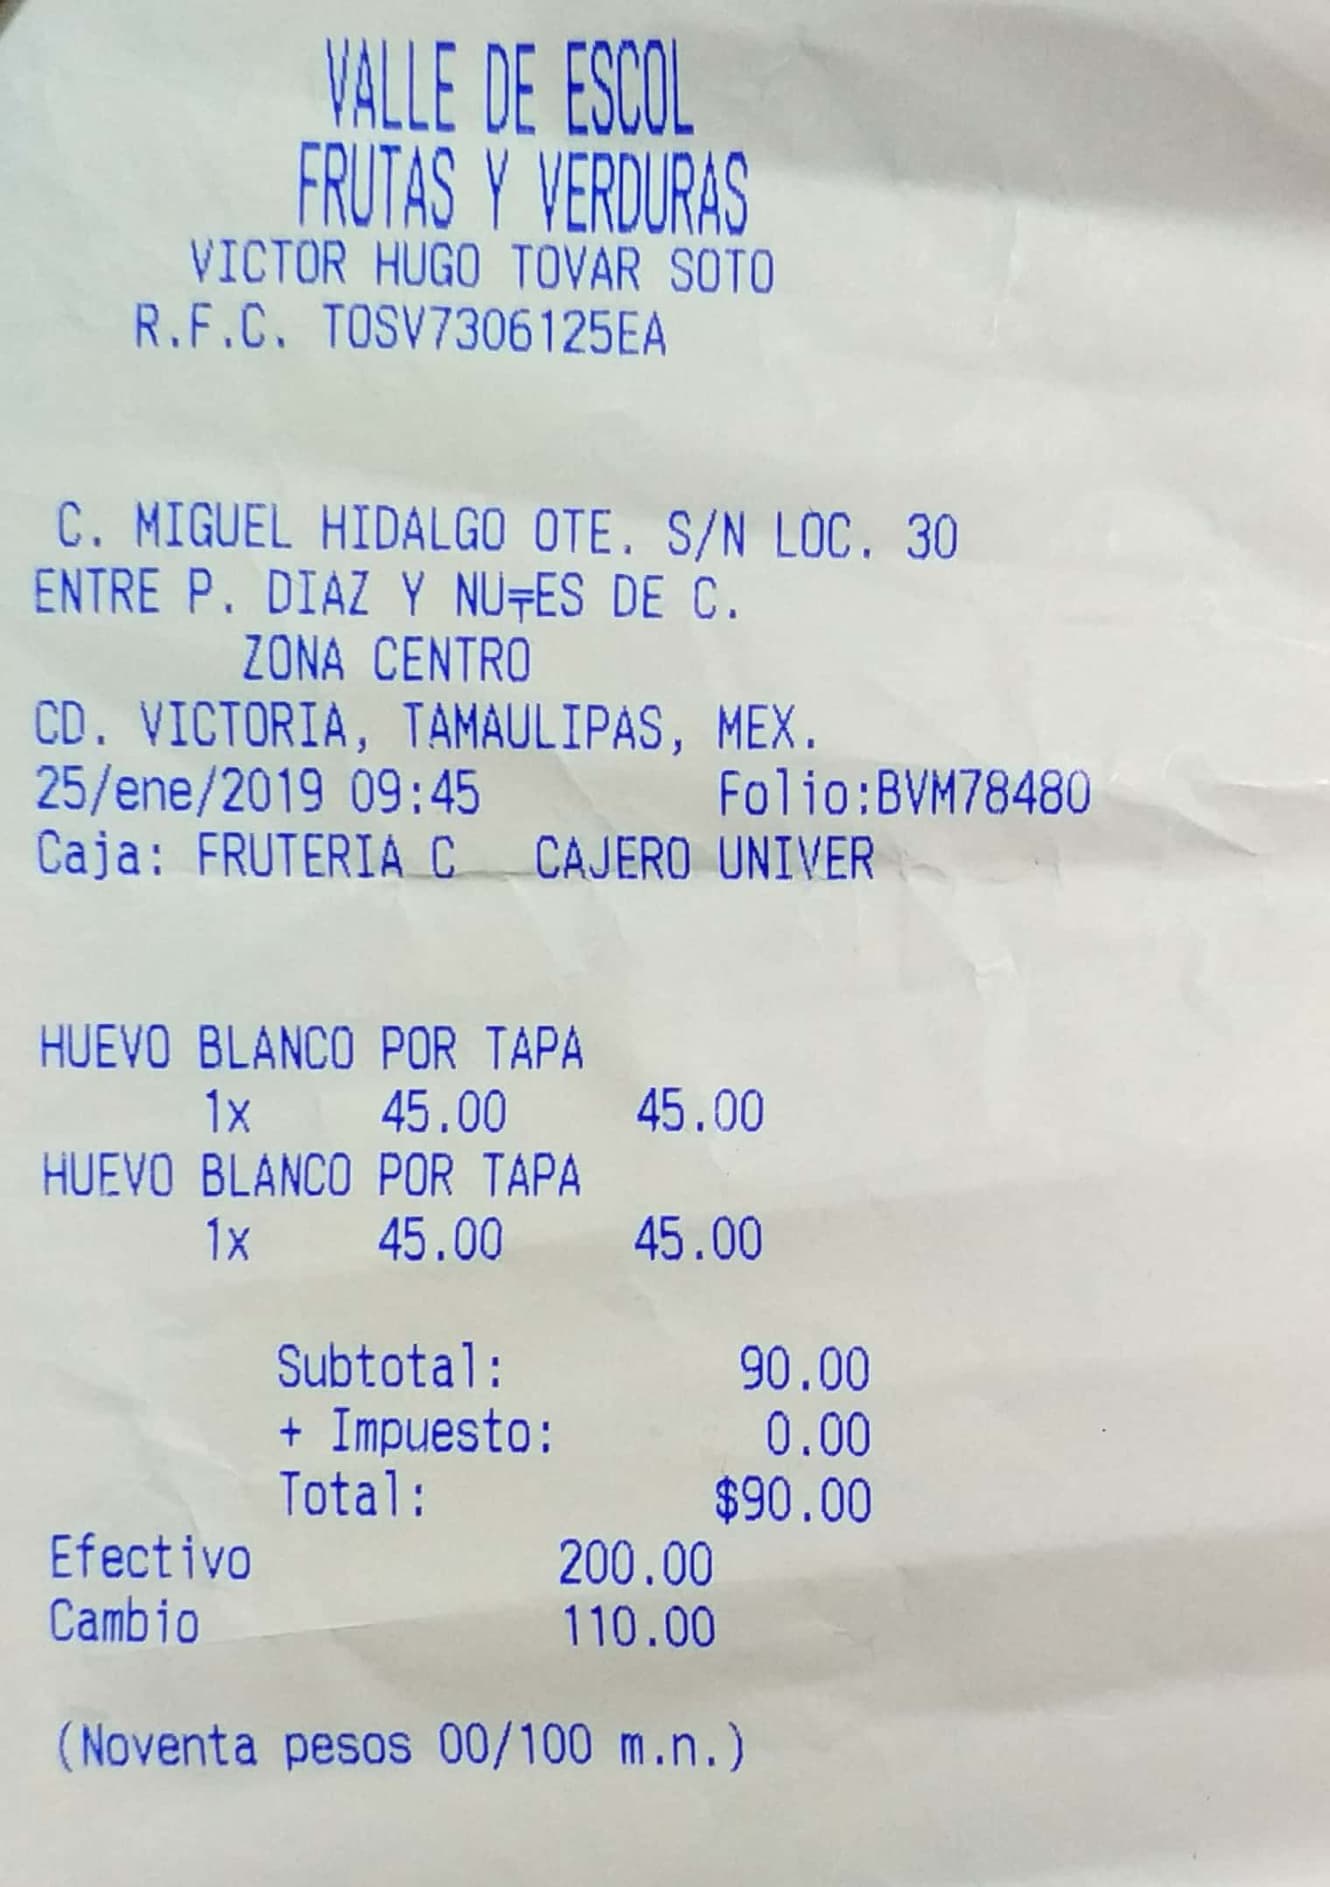 VALLE DE ESCOL
FRUTAS Y VERDURAS
VICTOR HUGO TOVAR SOTO
R.F.C. TOSV7306125EA
C. MIGUEL HIDALGO OTE. S/N LOC. 30
ENTRE P. DIAZ Y NU╤ES DE C.
ZONA CENTRO
CD. VICTORIA, TAMAULIPAS, MEX.
25/ene/2019 09:45 Folio:BVM78480
Caja: FRUTERIA C CAJERO UNIVER
HUEVO BLANCO POR TAPA
1x 45.00 45.00
HUEVO BLANCO POR TAPA
1x 45.00 45.00
Subtotal: 90.00
+ Impuesto: 0.00
Total: $90.00
Efectivo 200.00
Cambio 110.00
(Noventa pesos 00/100 m.n.)